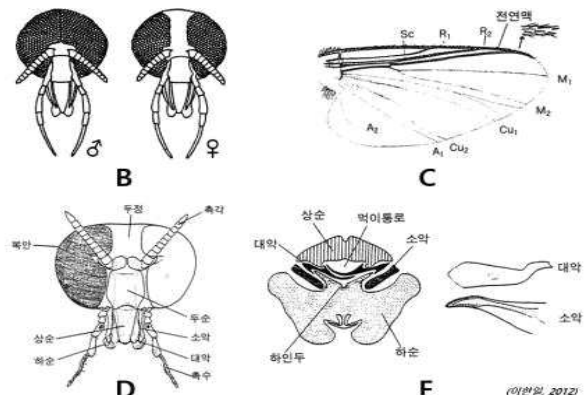 ♂ ♀
B
Sc R₁ R₂ 전연맥
M₁
M₂
Cu₁
Cu₂
A₁
A₂
C
두정 촉각
복안
두순
상순 소악
하순 대악
촉수
D
상순 먹이통로
대악 소악
하인두 하순
대악
소악
E
(이한일, 2012)